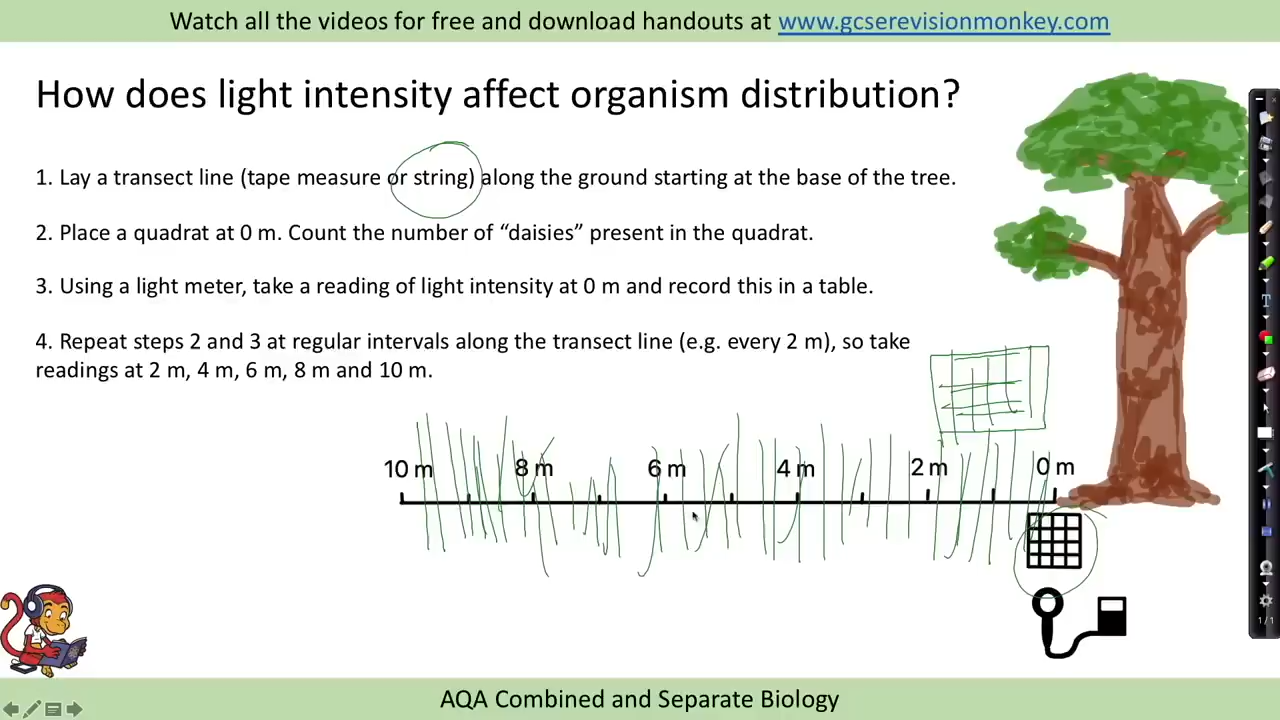 Watch all the videos for free and download handouts at www.gcserevisionmonkey.com
How does light intensity affect organism distribution?
1. Lay a transect line (tape measure or string) along the ground starting at the base of the tree.
2. Place a quadrat at 0 m. Count the number of “daisies” present in the quadrat.
3. Using a light meter, take a reading of light intensity at 0 m and record this in a table.
4. Repeat steps 2 and 3 at regular intervals along the transect line (e.g. every 2 m), so take
readings at 2 m, 4 m, 6 m, 8 m and 10 m.
10 m 8 m 6 m 4 m 2 m 0 m
T
1/1
AQA Combined and Separate Biology